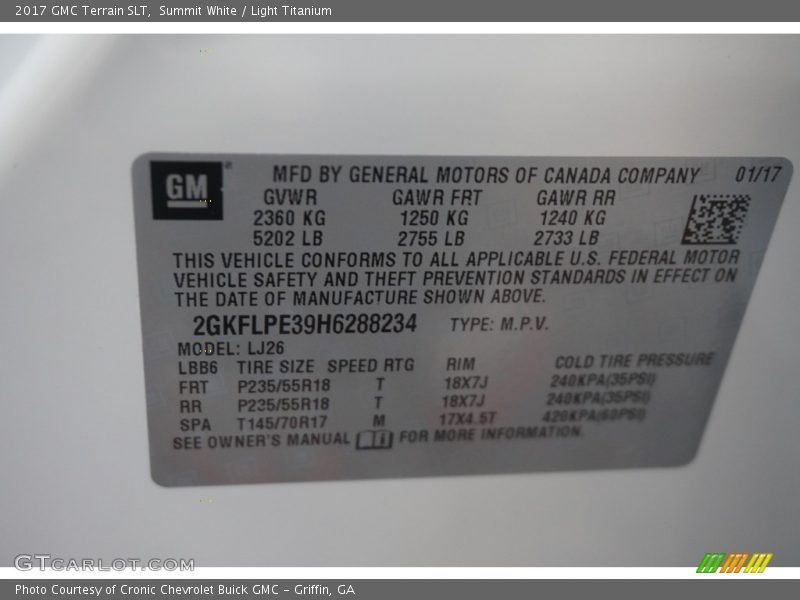 2017 GMC Terrain SLT,  Summit White / Light Titanium
GM
MFD BY GENERAL MOTORS OF CANADA COMPANY 01/17
GVWR GAWR FRT GAWR RR
2360 KG 1250 KG 1240 KG
5202 LB 2755 LB 2733 LB
THIS VEHICLE CONFORMS TO ALL APPLICABLE U.S. FEDERAL MOTOR
VEHICLE SAFETY AND THEFT PREVENTION STANDARDS IN EFFECT ON
THE DATE OF MANUFACTURE SHOWN ABOVE.
2GKFLPE39H6288234 TYPE: M.P.V.
MODEL: LJ26
LBB6 TIRE SIZE SPEED RTG RIM COLD TIRE PRESSURE
FRT P235/55R18 T 18X7J 240KPA(35PSI)
RR P235/55R18 T 18X7J 240KPA(35PSI)
SPA T145/70R17 M 17X4.5T 420KPA(60PSI)
SEE OWNER'S MANUAL FOR MORE INFORMATION.
GTCARLOT.COM
Photo Courtesy of Cronic Chevrolet Buick GMC - Griffin, GA